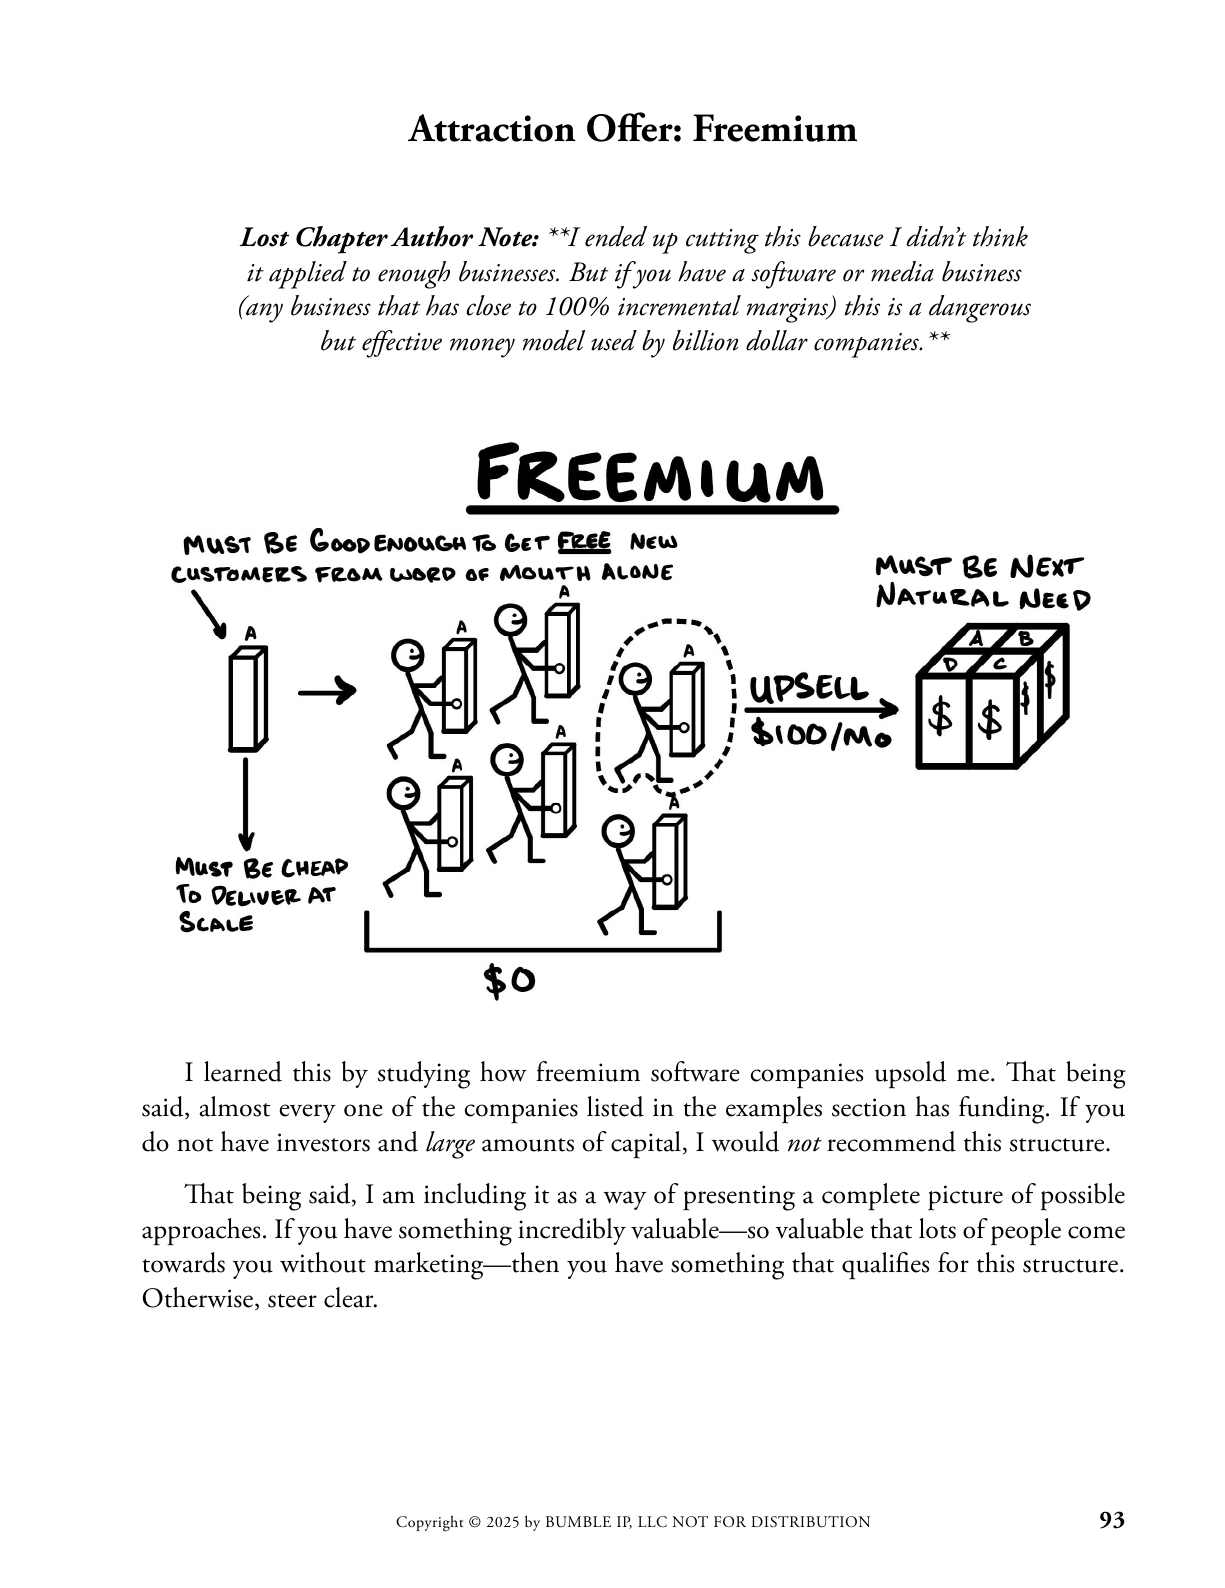 Attraction Offer: Freemium
Lost Chapter Author Note: **I ended up cutting this because I didn't think
it applied to enough businesses. But if you have a software or media business
(any business that has close to 100% incremental margins) this is a dangerous
but effective money model used by billion dollar companies.**
FREEMIUM
MUST BE GOOD ENOUGH TO GET FREE NEW
CUSTOMERS FROM WORD OF MOUTH ALONE
MUST BE NEXT
NATURAL NEED
A
A
A
A
A
A
A
UPSELL
$100/MO
A B
D C
$ $ $ $
MUST BE CHEAP
TO DELIVER AT
SCALE
$0
I learned this by studying how freemium software companies upsold me. That being
said, almost every one of the companies listed in the examples section has funding. If you
do not have investors and large amounts of capital, I would not recommend this structure.
That being said, I am including it as a way of presenting a complete picture of possible
approaches. If you have something incredibly valuable—so valuable that lots of people come
towards you without marketing—then you have something that qualifies for this structure.
Otherwise, steer clear.
Copyright © 2025 by BUMBLE IP, LLC NOT FOR DISTRIBUTION
93